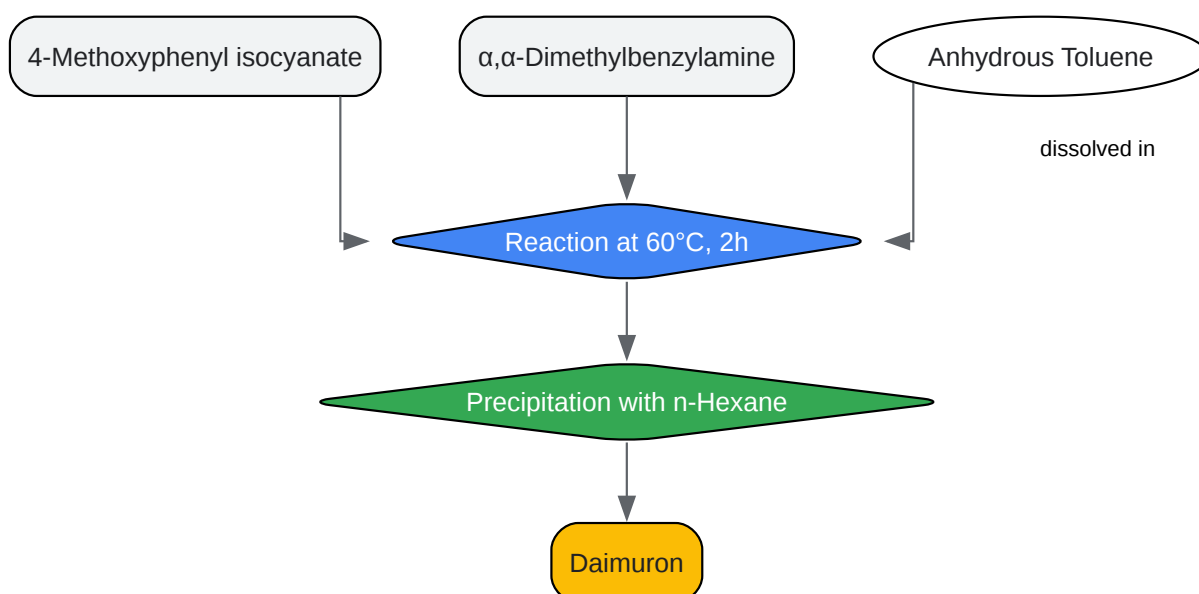 4-Methoxyphenyl isocyanate
α,α-Dimethylbenzylamine
Anhydrous Toluene
dissolved in
Reaction at 60°C, 2h
Precipitation with n-Hexane
Daimuron